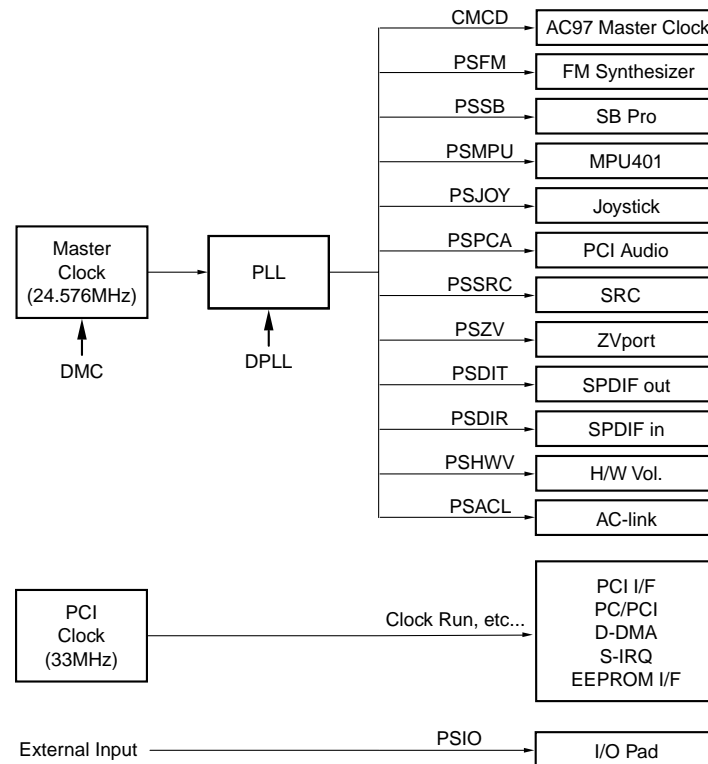 CMCD
AC97 Master Clock
PSFM
FM Synthesizer
PSSB
SB Pro
PSMPU
MPU401
PSJOY
Joystick
Master
Clock
(24.576MHz)
PLL
PSPCA
PCI Audio
PSSRC
SRC
PSZV
ZVport
DMC
DPLL
PSDIT
SPDIF out
PSDIR
SPDIF in
PSHWV
H/W Vol.
PSACL
AC-link
PCI
Clock
(33MHz)
Clock Run, etc...
PCI I/F
PC/PCI
D-DMA
S-IRQ
EEPROM I/F
External Input
PSIO
I/O Pad